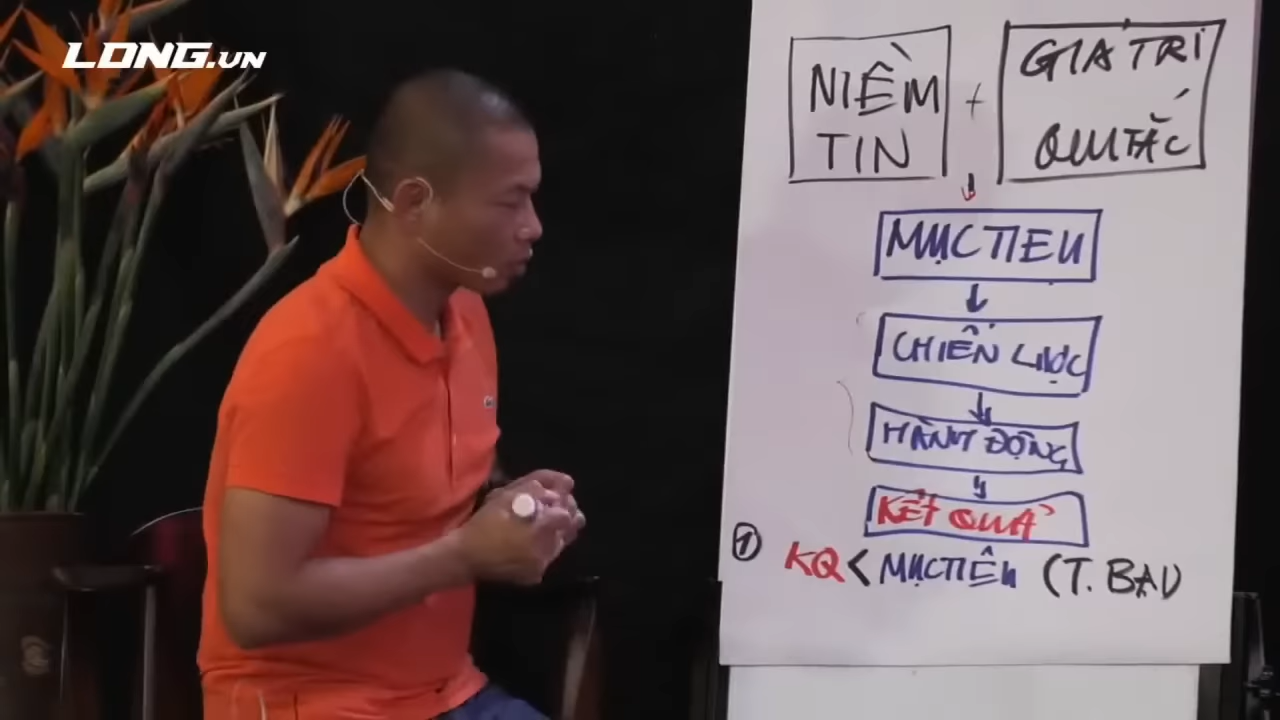 LONG.VN
NIỀM
TIN
+
GIÁ TRỊ
QUI TẮC
MỤC TIÊU
CHIẾN LƯỢC
HÀNH ĐỘNG
KẾT QUẢ
① KQ < MỤC TIÊU (T. BẠI)